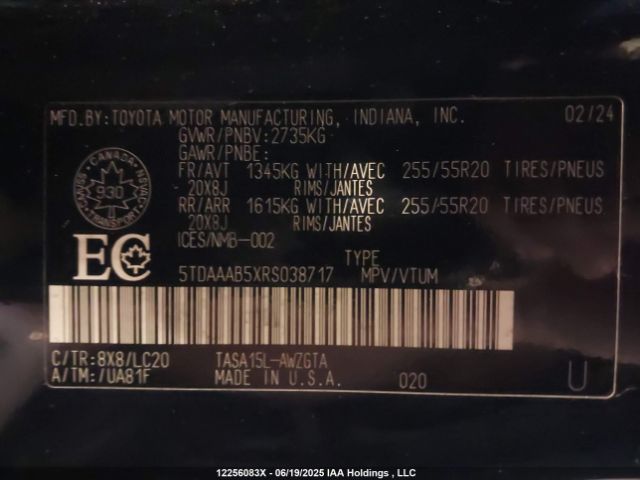 MFD.BY:TOYOTA MOTOR MANUFACTURING, INDIANA, INC. 02/24
GVWR/PNBV:2735KG
GAWR/PNBE:
FR/AVT 1345KG WITH/AVEC 255/55R20 TIRES/PNEUS
20X8J RIMS/JANTES
RR/ARR 1615KG WITH/AVEC 255/55R20 TIRES/PNEUS
20X8J RIMS/JANTES
ICES/NMB-002
TYPE
5TDAAAB5XRS038717 MPV/VTUM
CANADA
930
TRANSPORT
EC
C/TR:8X8/LC20 TASA15L-AWZGTA
A/TM:/UA81F MADE IN U.S.A. 020 U
12256083X - 06/19/2025 IAA Holdings , LLC